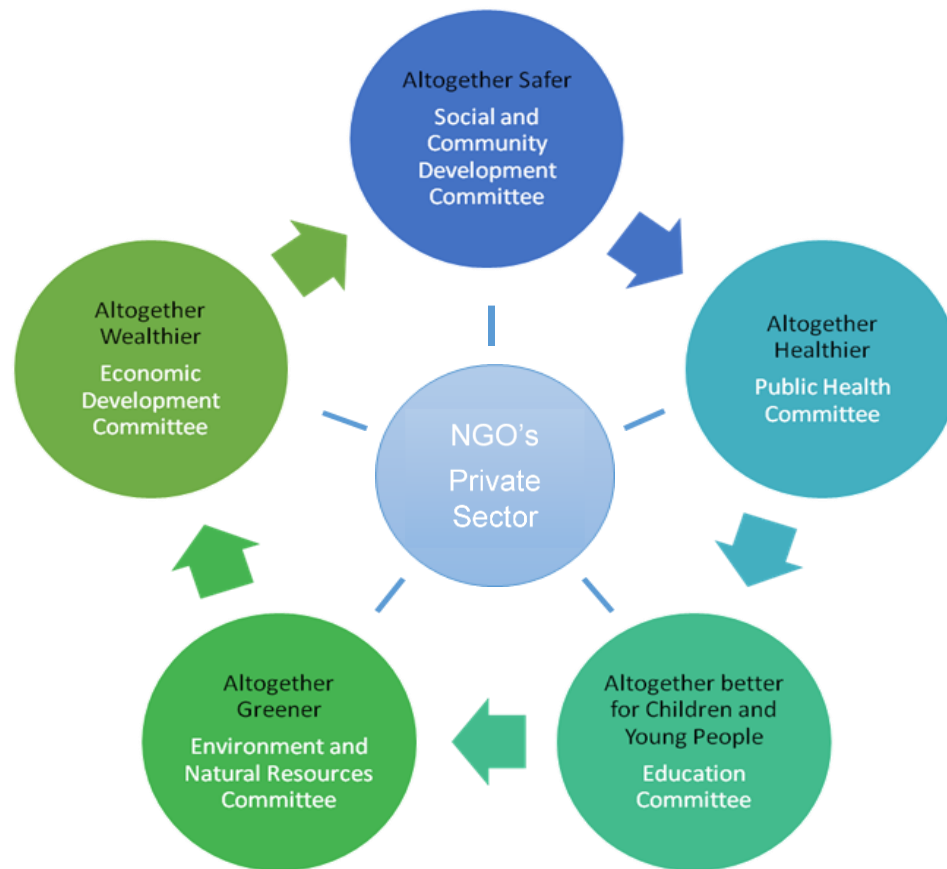 Altogether Safer
Social and
Community
Development
Committee
Altogether
Healthier
Public Health
Committee
Altogether better
for Children and
Young People
Education
Committee
Altogether
Greener
Environment and
Natural Resources
Committee
Altogether
Wealthier
Economic
Development
Committee
NGO's
Private
Sector